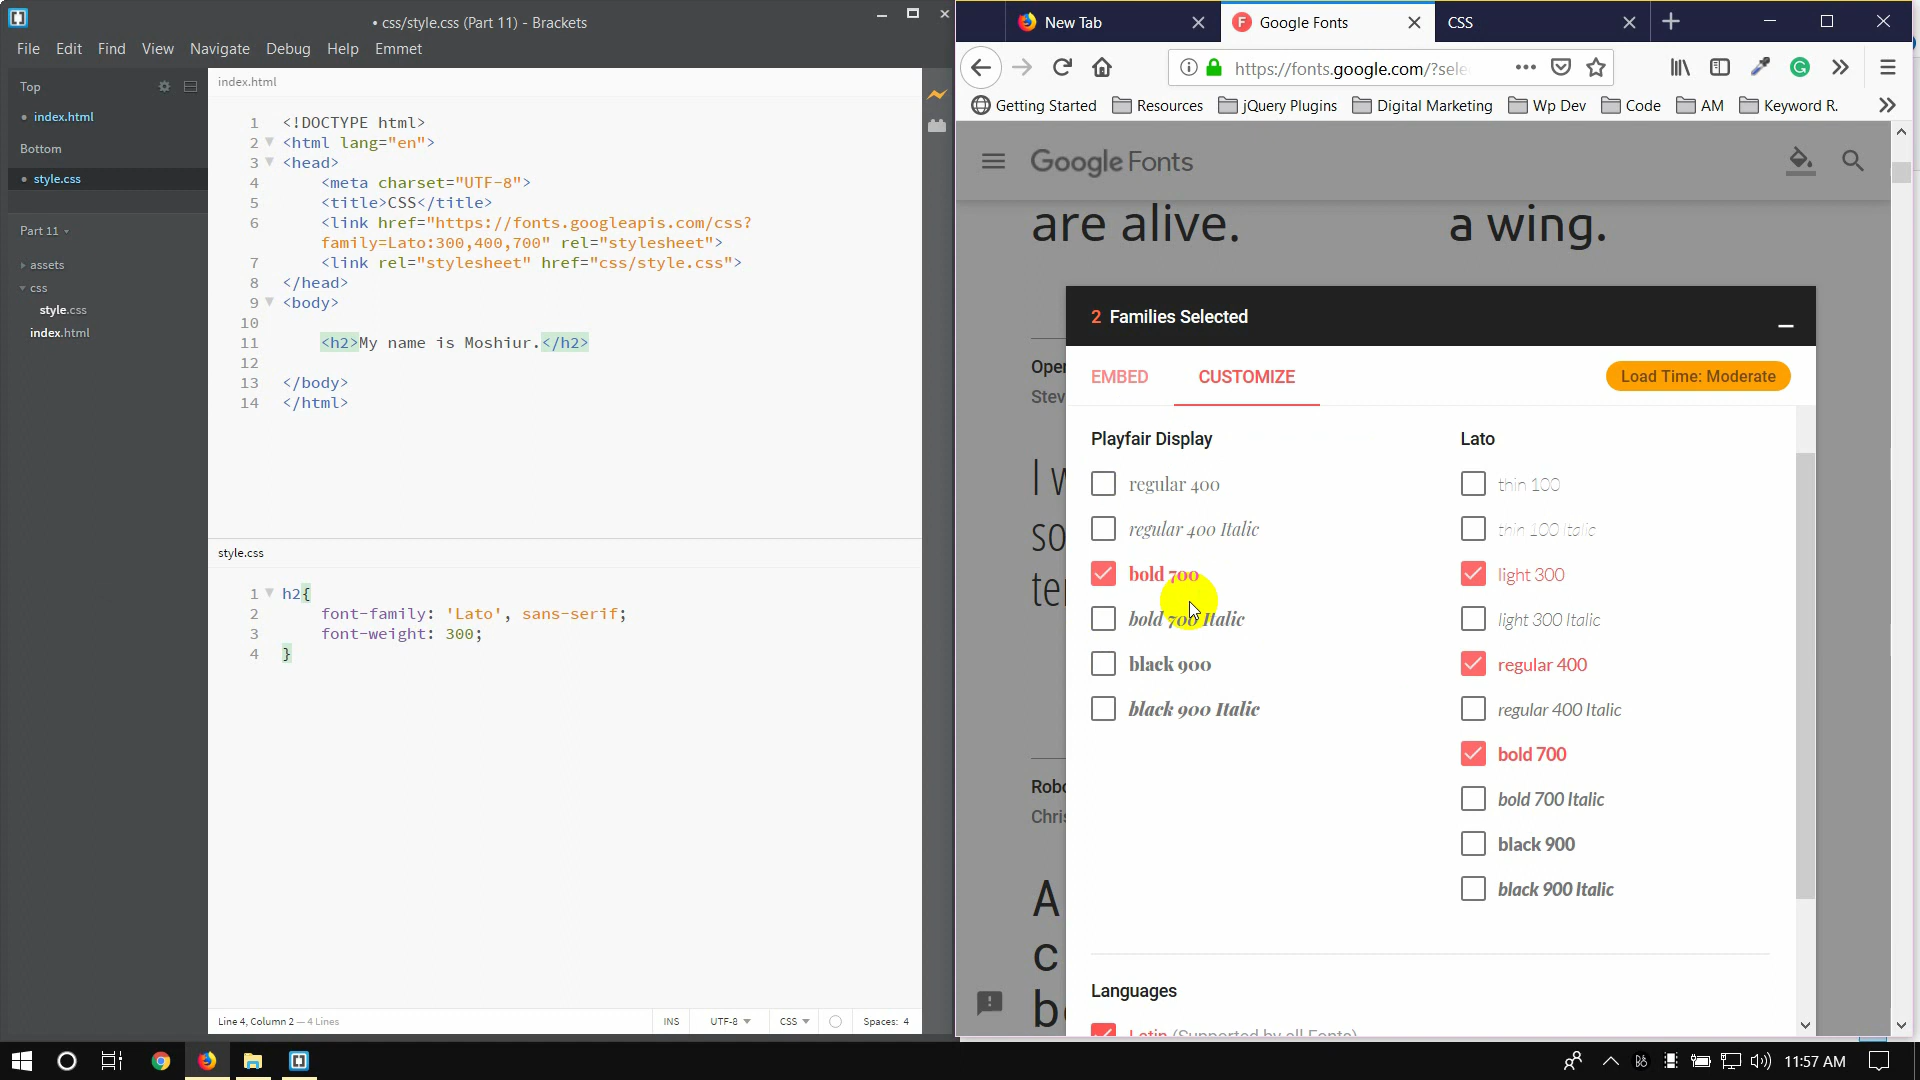 • css/style.css (Part 11) - Brackets
File Edit Find View Navigate Debug Help Emmet
Top
• index.html
Bottom
• style.css
Part 11
assets
css
style.css
index.html
index.html
1 <!DOCTYPE html>
2 <html lang="en">
3 <head>
4 <meta charset="UTF-8">
5 <title>CSS</title>
6 <link href="https://fonts.googleapis.com/css?
family=Lato:300,400,700" rel="stylesheet">
7 <link rel="stylesheet" href="css/style.css">
8 </head>
9 <body>
10
11 <h2>My name is Moshiur.</h2>
12
13 </body>
14 </html>
style.css
1 h2{
2 font-family: 'Lato', sans-serif;
3 font-weight: 300;
4 }
Line 4, Column 2 — 4 Lines
INS UTF-8 CSS Spaces: 4
New Tab
Google Fonts
CSS
https://fonts.google.com/?sele
Getting Started Resources jQuery Plugins Digital Marketing Wp Dev Code AM Keyword R.
Google Fonts
are alive. a wing.
2 Families Selected
EMBED CUSTOMIZE Load Time: Moderate
Playfair Display
regular 400
regular 400 Italic
bold 700
bold 700 Italic
black 900
black 900 Italic
Lato
thin 100
thin 100 Italic
light 300
light 300 Italic
regular 400
regular 400 Italic
bold 700
bold 700 Italic
black 900
black 900 Italic
Languages
Latin (Supported by all Fonts)
11:57 AM